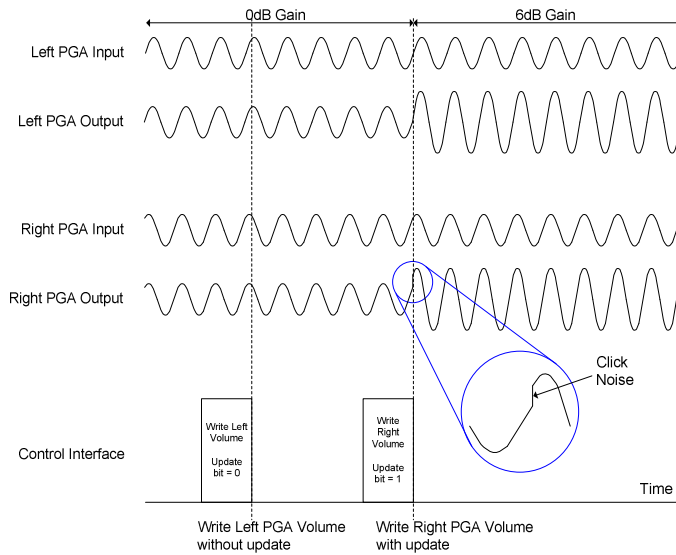 0dB Gain
6dB Gain
Left PGA Input
Left PGA Output
Right PGA Input
Right PGA Output
Click
Noise
Write Left
Volume
Update
bit = 0
Write
Right
Volume
Update
bit = 1
Control Interface
Time
Write Left PGA Volume
without update
Write Right PGA Volume
with update